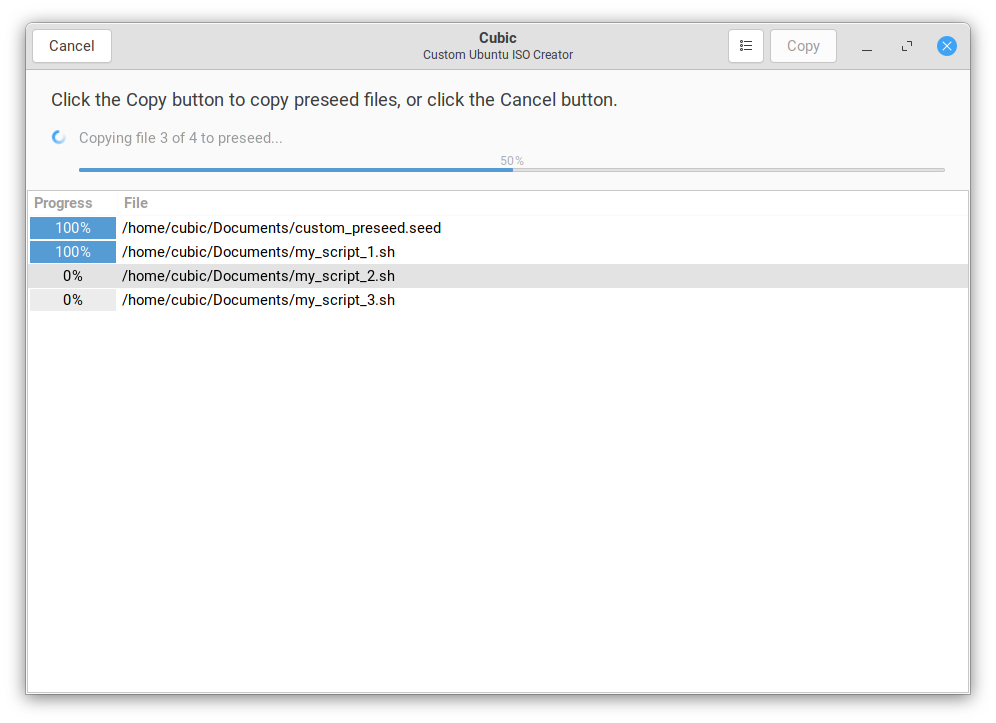 Cancel
Cubic
Custom Ubuntu ISO Creator
Copy
Click the Copy button to copy preseed files, or click the Cancel button.
Copying file 3 of 4 to preseed...
50%
Progress File
100% /home/cubic/Documents/custom_preseed.seed
100% /home/cubic/Documents/my_script_1.sh
0% /home/cubic/Documents/my_script_2.sh
0% /home/cubic/Documents/my_script_3.sh